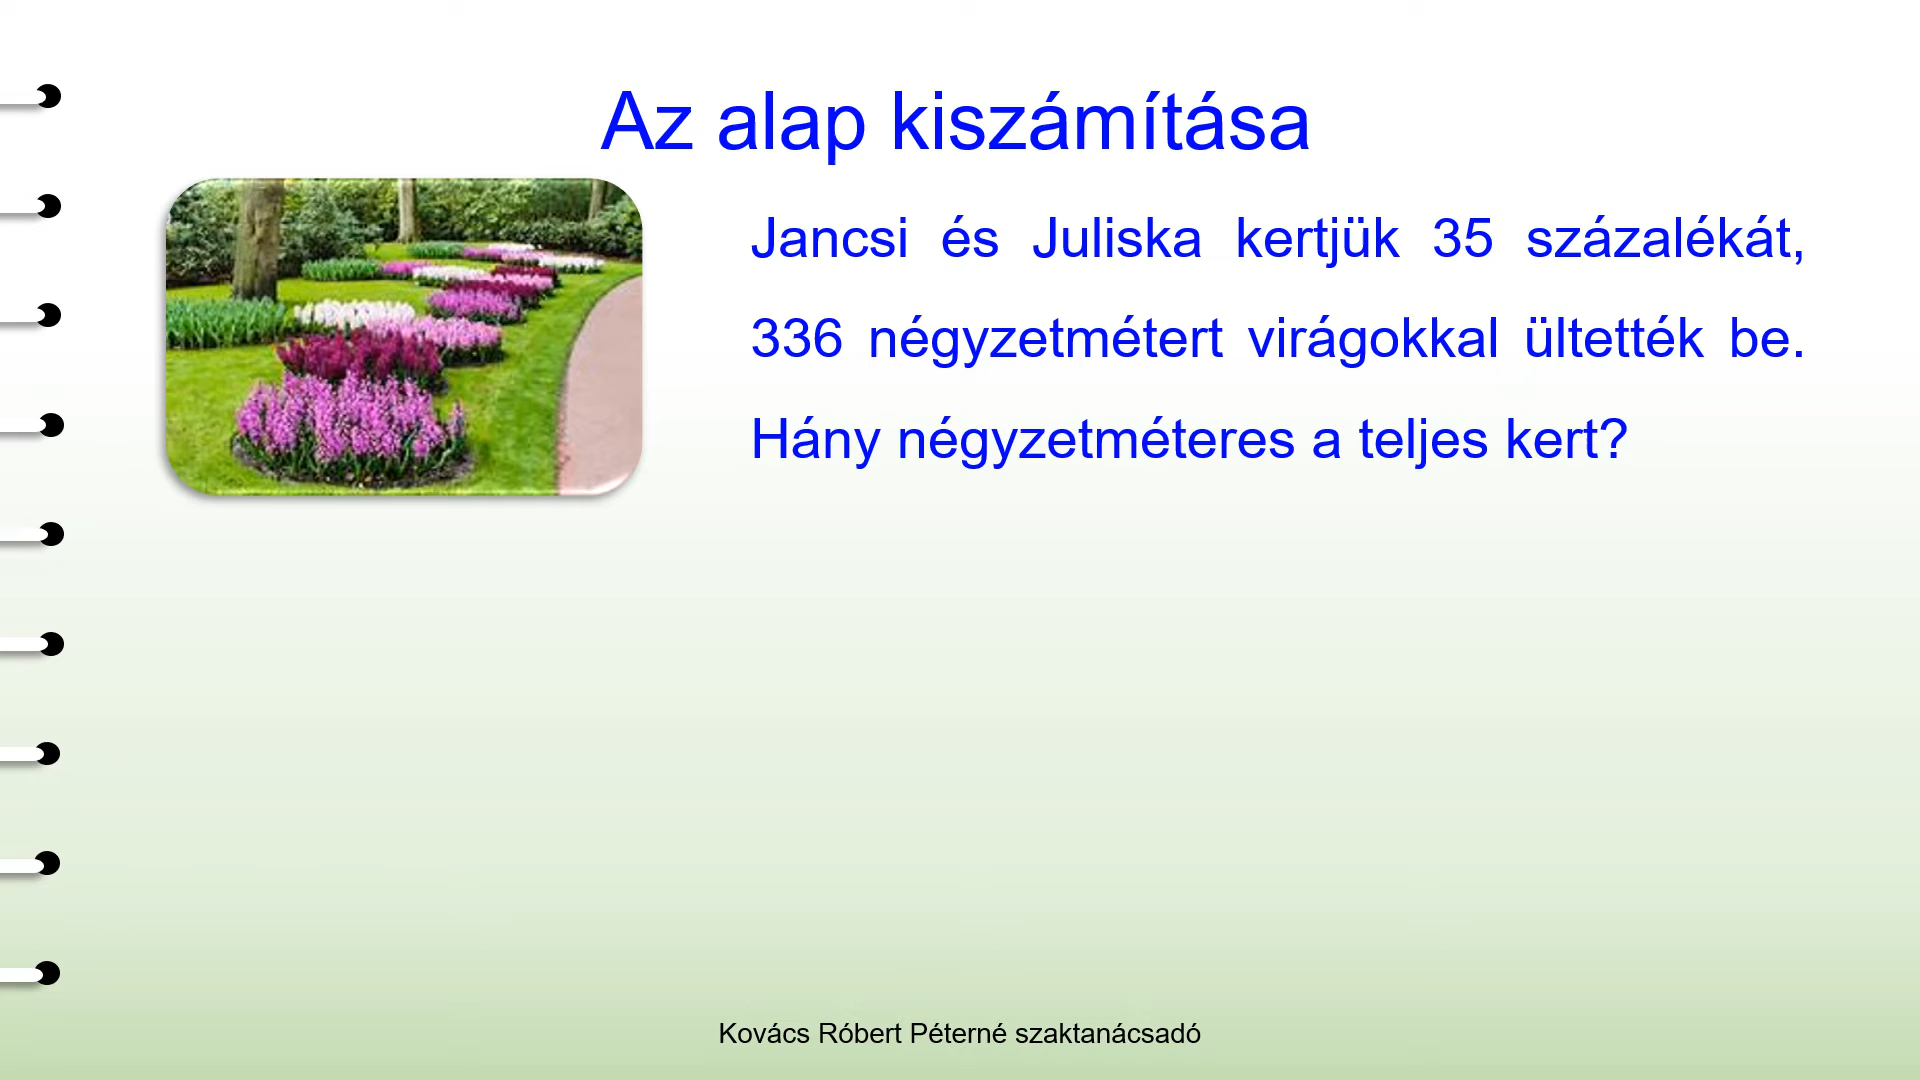 Az alap kiszámítása
Jancsi és Juliska kertjük 35 százalékát,
336 négyzetmétert virágokkal ültették be.
Hány négyzetméteres a teljes kert?
Kovács Róbert Péterné szaktanácsadó